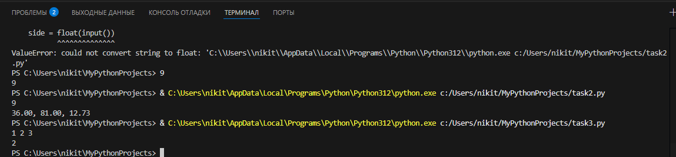 ПРОБЛЕМЫ 2 ВЫХОДНЫЕ ДАННЫЕ КОНСОЛЬ ОТЛАДКИ ТЕРМИНАЛ ПОРТЫ
side = float(input())
^^^^^^^^^^^^^^
ValueError: could not convert string to float: 'C:\\Users\\nikit\\AppData\\Local\\Programs\\Python\\Python312\\python.exe c:/Users/nikit/MyPythonProjects/task2
.py'
PS C:\Users\nikit\MyPythonProjects> 9
9
PS C:\Users\nikit\MyPythonProjects> & C:\Users\nikit\AppData\Local\Programs\Python\Python312\python.exe c:/Users/nikit/MyPythonProjects/task2.py
9
36.00, 81.00, 12.73
PS C:\Users\nikit\MyPythonProjects> & C:\Users\nikit\AppData\Local\Programs\Python\Python312\python.exe c:/Users/nikit/MyPythonProjects/task3.py
1 2 3
2
PS C:\Users\nikit\MyPythonProjects>